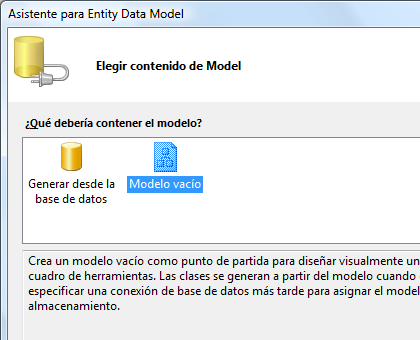 Asistente para Entity Data Model
Elegir contenido de Model
¿Qué debería contener el modelo?
Generar desde la
base de datos
Modelo vacío
Crea un modelo vacío como punto de partida para diseñar visualmente un
cuadro de herramientas. Las clases se generan a partir del modelo cuando
especificar una conexión de base de datos más tarde para asignar el model
almacenamiento.